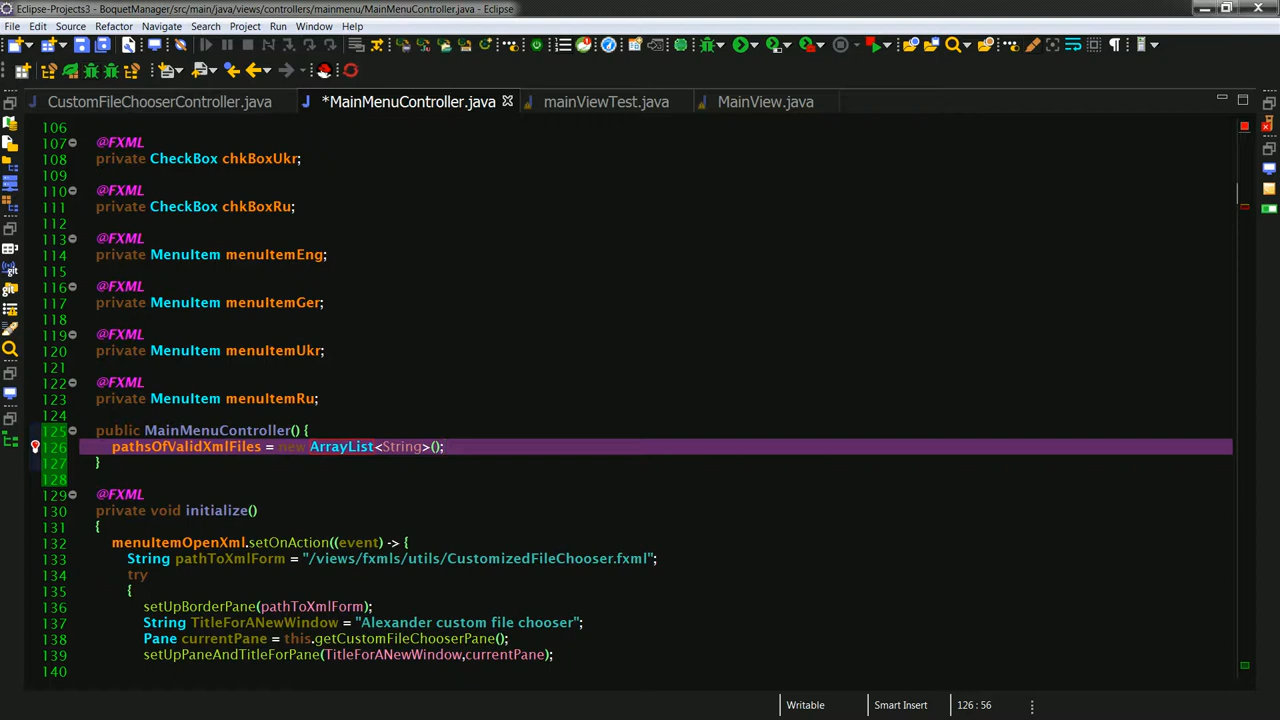 Eclipse-Projects3 - BoquetManager/src/main/java/views/controllers/mainmenu/MainMenuController.java - Eclipse
File Edit Source Refactor Navigate Search Project Run Window Help
CustomFileChooserController.java *MainMenuController.java mainViewTest.java MainView.java
106
107 @FXML
108 private CheckBox chkBoxUkr;
109
110 @FXML
111 private CheckBox chkBoxRu;
112
113 @FXML
114 private MenuItem menuItemEng;
115
116 @FXML
117 private MenuItem menuItemGer;
118
119 @FXML
120 private MenuItem menuItemUkr;
121
122 @FXML
123 private MenuItem menuItemRu;
124
125 public MainMenuController() {
126 pathsOfValidXmlFiles = new ArrayList<String>();
127 }
128
129 @FXML
130 private void initialize()
131 {
132 menuItemOpenXml.setOnAction((event) -> {
133 String pathToXmlForm = "/views/fxmls/utils/CustomizedFileChooser.fxml";
134 try
135 {
136 setUpBorderPane(pathToXmlForm);
137 String TitleForANewWindow = "Alexander custom file chooser";
138 Pane currentPane = this.getCustomFileChooserPane();
139 setUpPaneAndTitleForPane(TitleForANewWindow,currentPane);
140
Writable Smart Insert 126 : 56